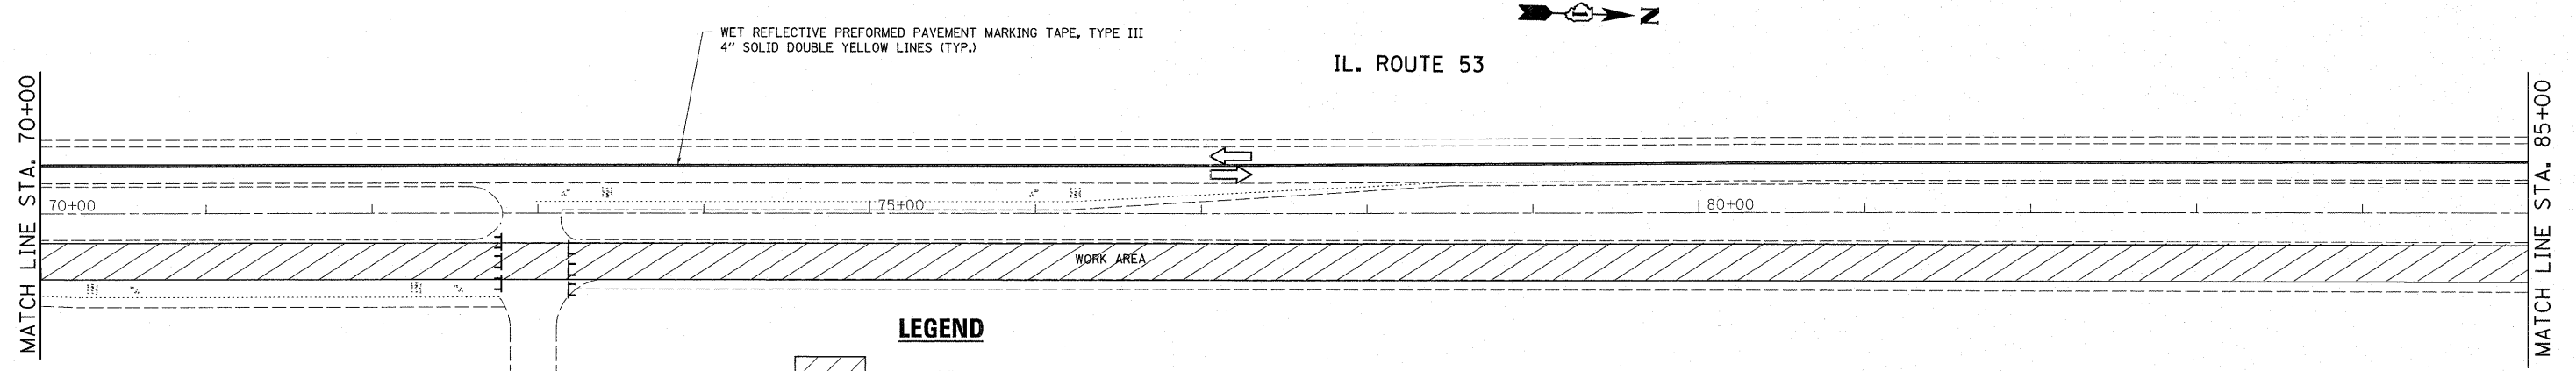 N
WET REFLECTIVE PREFORMED PAVEMENT MARKING TAPE, TYPE III
4" SOLID DOUBLE YELLOW LINES (TYP.)
IL. ROUTE 53
MATCH LINE STA. 70+00
MATCH LINE STA. 85+00
70+00
75+00
80+00
WORK AREA
LEGEND